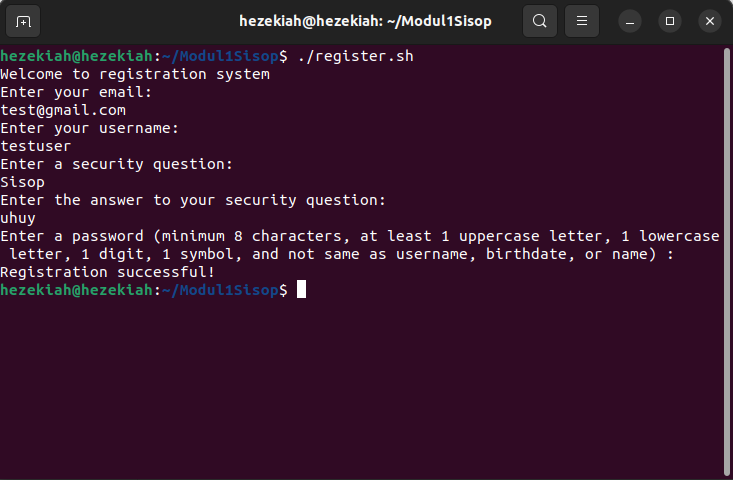 hezekiah@hezekiah: ~/Modul1Sisop
hezekiah@hezekiah:~/Modul1Sisop$ ./register.sh
Welcome to registration system
Enter your email:
test@gmail.com
Enter your username:
testuser
Enter a security question:
Sisop
Enter the answer to your security question:
uhuy
Enter a password (minimum 8 characters, at least 1 uppercase letter, 1 lowercase
 letter, 1 digit, 1 symbol, and not same as username, birthdate, or name) :
Registration successful!
hezekiah@hezekiah:~/Modul1Sisop$